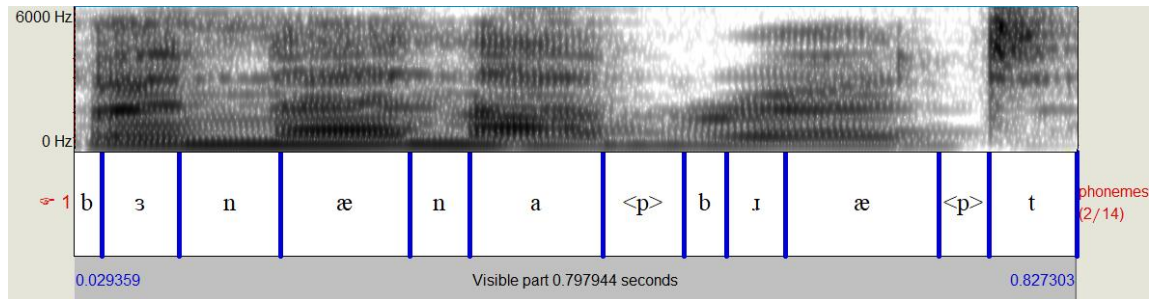 6000 Hz
0 Hz
☞ 1 b ɜ n æ n a <p> b ɹ æ <p> t phonemes
(2/14)
0.029359 Visible part 0.797944 seconds 0.827303